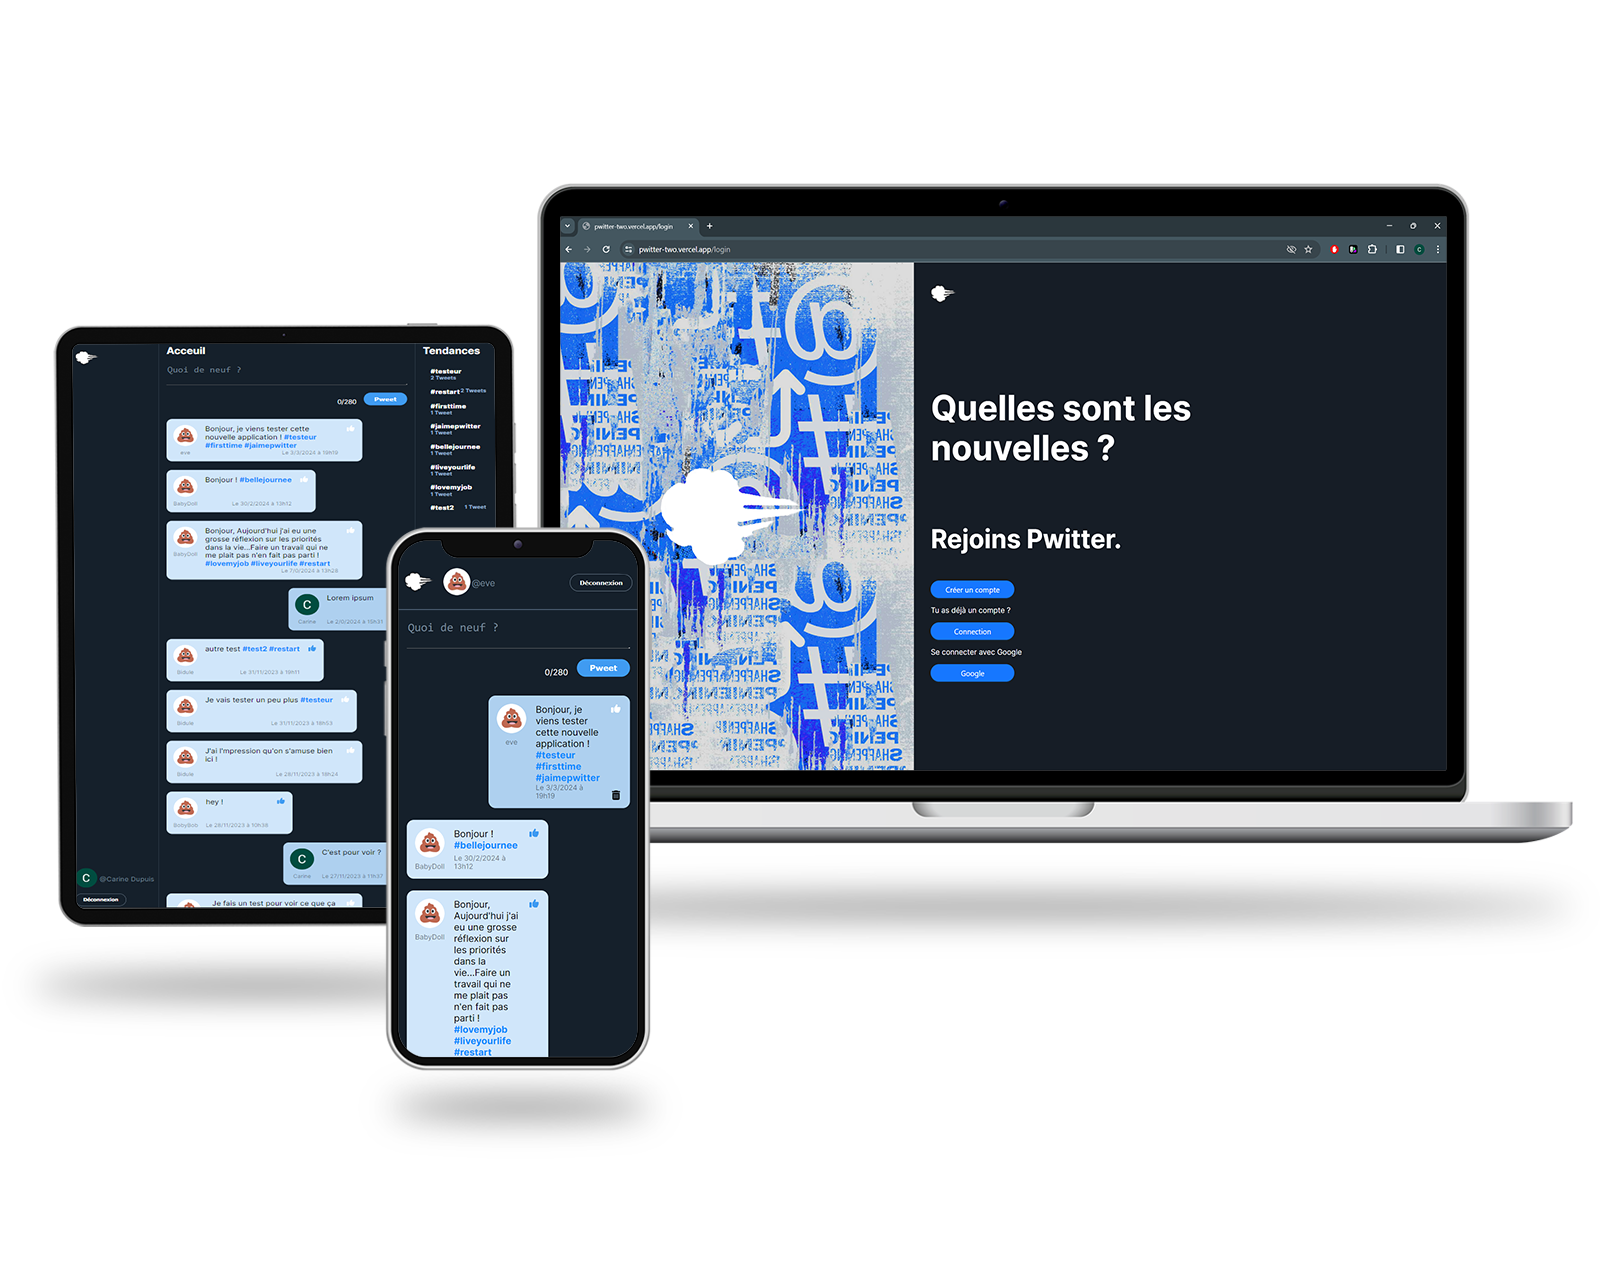 Acceuil
Quoi de neuf ?
0/280 Pweet
Bonjour, je viens tester cette
nouvelle application ! #testeur
#firsttime #jaimepwitter
eve Le 3/3/2024 à 19h19
Bonjour ! #bellejournee
BabyDoll Le 30/2/2024 à 13h12
Bonjour, Aujourd'hui j'ai eu une
grosse réflexion sur les priorités
dans la vie...Faire un travail qui ne
me plait pas n'en fait pas parti !
#lovemyjob #liveyourlife #restart
BabyDoll Le 7/0/2024 à 13h28
C Lorem ipsum
Carine Le 2/0/2024 à 15h31
autre test #test2 #restart
Bidule Le 31/11/2023 à 19h11
Je vais tester un peu plus #testeur
Bidule Le 31/11/2023 à 18h53
J'ai l'mpression qu'on s'amuse bien
ici !
Bidule Le 28/11/2023 à 18h24
hey !
BabyBob Le 28/11/2023 à 10h38
C C'est pour voir ?
Carine Le 27/11/2023 à 11h57
Je fais un test pour voir ce que ça
C @Carine Dupuis
Déconnexion
Tendances
#testeur
2 Tweets
#restart 2 Tweets
#firsttime
1 Tweet
#jaimepwitter
1 Tweet
#bellejournee
1 Tweet
#liveyourlife
1 Tweet
#lovemyjob
1 Tweet
#test2 1 Tweet
@eve Déconnexion
Quoi de neuf ?
0/280 Pweet
Bonjour, je
viens tester
cette nouvelle
application !
#testeur
#firsttime
#jaimepwitter
Le 3/3/2024 à
19h19
eve
Bonjour !
#bellejournee
Le 30/2/2024 à
13h12
BabyDoll
Bonjour,
Aujourd'hui j'ai
eu une grosse
réflexion sur
les priorités
dans la
vie...Faire un
travail qui ne
me plait pas
n'en fait pas
parti !
#lovemyjob
#liveyourlife
#restart
BabyDoll
pwitter-two.vercel.app/login
pwitter-two.vercel.app/login
Quelles sont les
nouvelles ?
Rejoins Pwitter.
Créer un compte
Tu as déjà un compte ?
Connection
Se connecter avec Google
Google